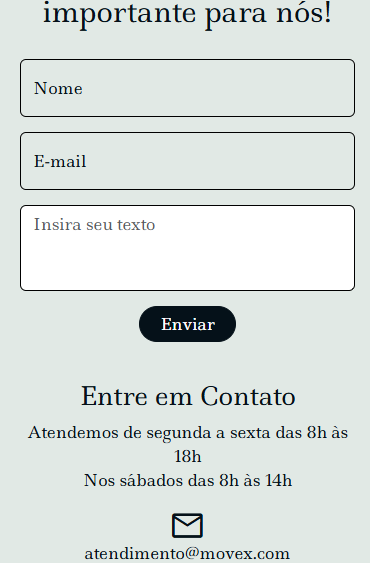 importante para nós!
Nome
E-mail
Insira seu texto
Enviar
Entre em Contato
Atendemos de segunda a sexta das 8h às
18h
Nos sábados das 8h às 14h
atendimento@movex.com